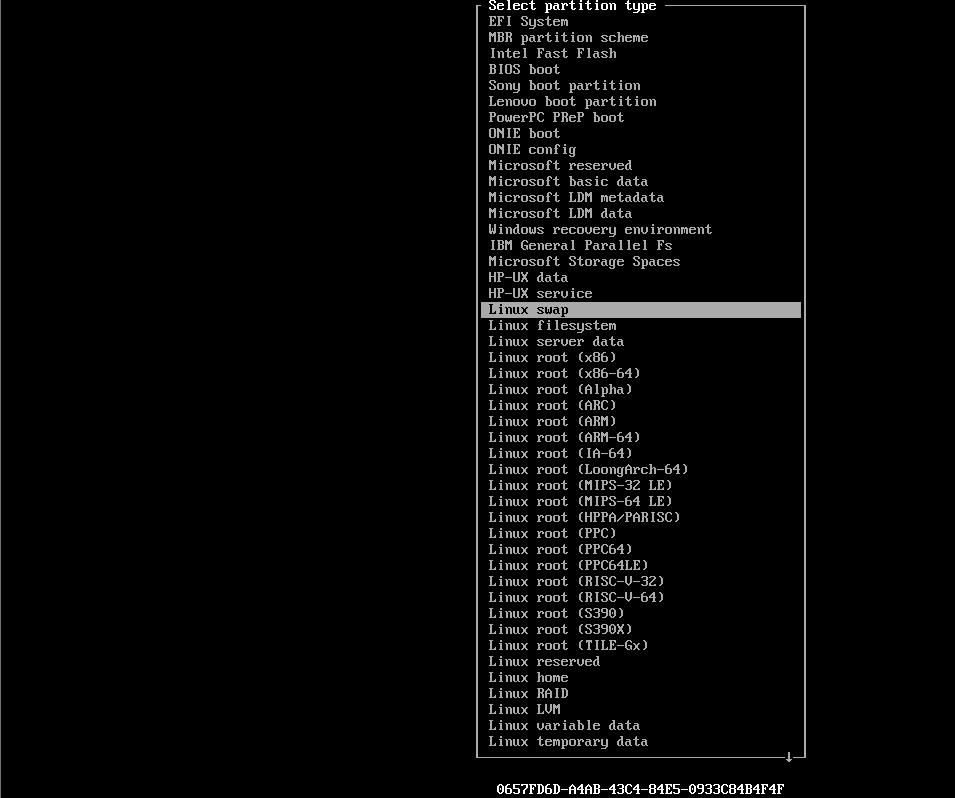 Select partition type
EFI System
MBR partition scheme
Intel Fast Flash
BIOS boot
Sony boot partition
Lenovo boot partition
PowerPC PReP boot
ONIE boot
ONIE config
Microsoft reserved
Microsoft basic data
Microsoft LDM metadata
Microsoft LDM data
Windows recovery environment
IBM General Parallel Fs
Microsoft Storage Spaces
HP-UX data
HP-UX service
Linux swap
Linux filesystem
Linux server data
Linux root (x86)
Linux root (x86-64)
Linux root (Alpha)
Linux root (ARC)
Linux root (ARM)
Linux root (ARM-64)
Linux root (IA-64)
Linux root (LoongArch-64)
Linux root (MIPS-32 LE)
Linux root (MIPS-64 LE)
Linux root (HPPA/PARISC)
Linux root (PPC)
Linux root (PPC64)
Linux root (PPC64LE)
Linux root (RISC-V-32)
Linux root (RISC-V-64)
Linux root (S390)
Linux root (S390X)
Linux root (TILE-Gx)
Linux reserved
Linux home
Linux RAID
Linux LVM
Linux variable data
Linux temporary data
↓
0657FD6D-A4AB-43C4-84E5-0933C84B4F4F